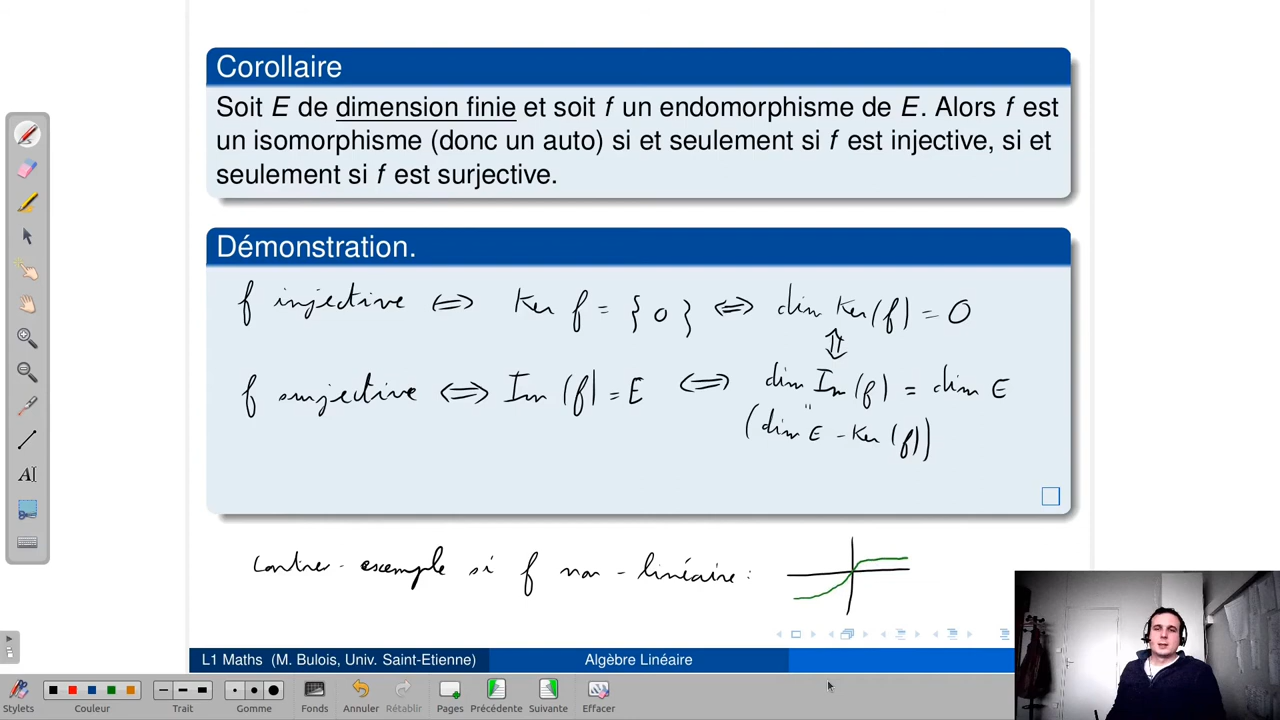 Corollaire
Soit E de dimension finie et soit f un endomorphisme de E. Alors f est
un isomorphisme (donc un auto) si et seulement si f est injective, si et
seulement si f est surjective.
Démonstration.
f injective ⇔ Ker f = {0} ⇔ dim Ker(f) = 0
⇕
f surjective ⇔ Im(f) = E ⇔ dim Im(f) = dim E
(dim E - Ker(f))
contre-exemple si f non-linéaire :
L1 Maths (M. Bulois, Univ. Saint-Etienne) Algèbre Linéaire
Stylets Couleur Trait Gomme Fonds Annuler Rétablir Pages Précédente Suivante Effacer